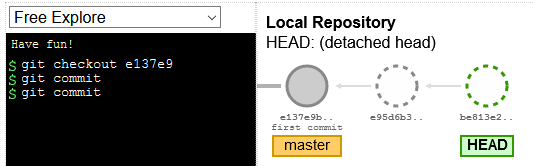 Free Explore
Have fun!
$ git checkout e137e9
$ git commit
$ git commit
Local Repository
HEAD: (detached head)
e137e9b.. e95d6b3.. be813e2..
first commit
master HEAD